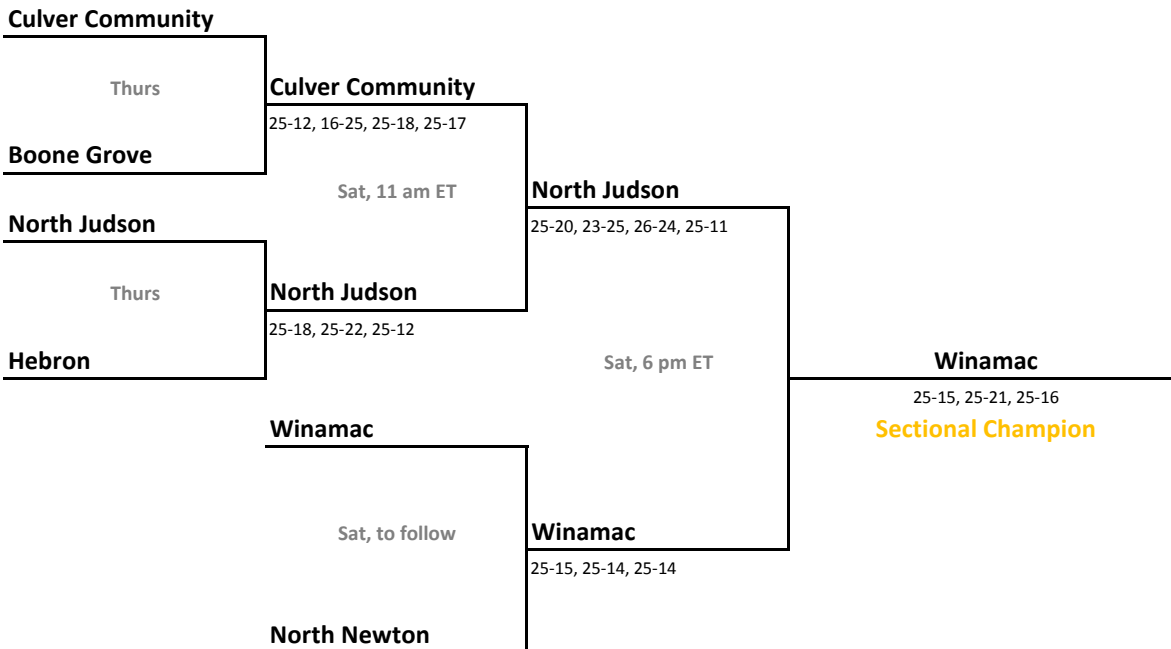 Culver Community
Thurs
Culver Community
25-12, 16-25, 25-18, 25-17
Boone Grove
Sat, 11 am ET
North Judson
25-20, 23-25, 26-24, 25-11
North Judson
Thurs
North Judson
25-18, 25-22, 25-12
Hebron
Sat, 6 pm ET
Winamac
25-15, 25-21, 25-16
Sectional Champion
Winamac
Sat, to follow
Winamac
25-15, 25-14, 25-14
North Newton